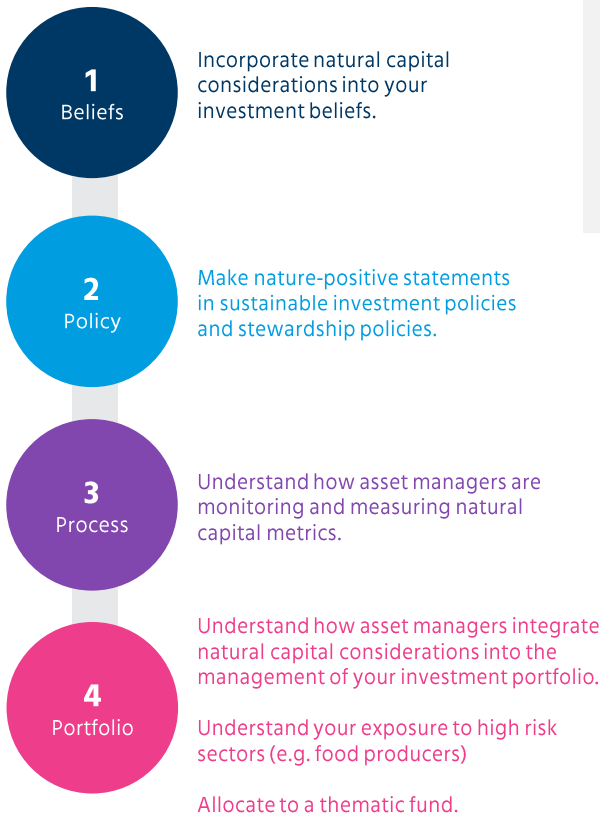 1
Beliefs
Incorporate natural capital
considerations into your
investment beliefs.
2
Policy
Make nature-positive statements
in sustainable investment policies
and stewardship policies.
3
Process
Understand how asset managers are
monitoring and measuring natural
capital metrics.
4
Portfolio
Understand how asset managers integrate
natural capital considerations into the
management of your investment portfolio.
Understand your exposure to high risk
sectors (e.g. food producers)
Allocate to a thematic fund.